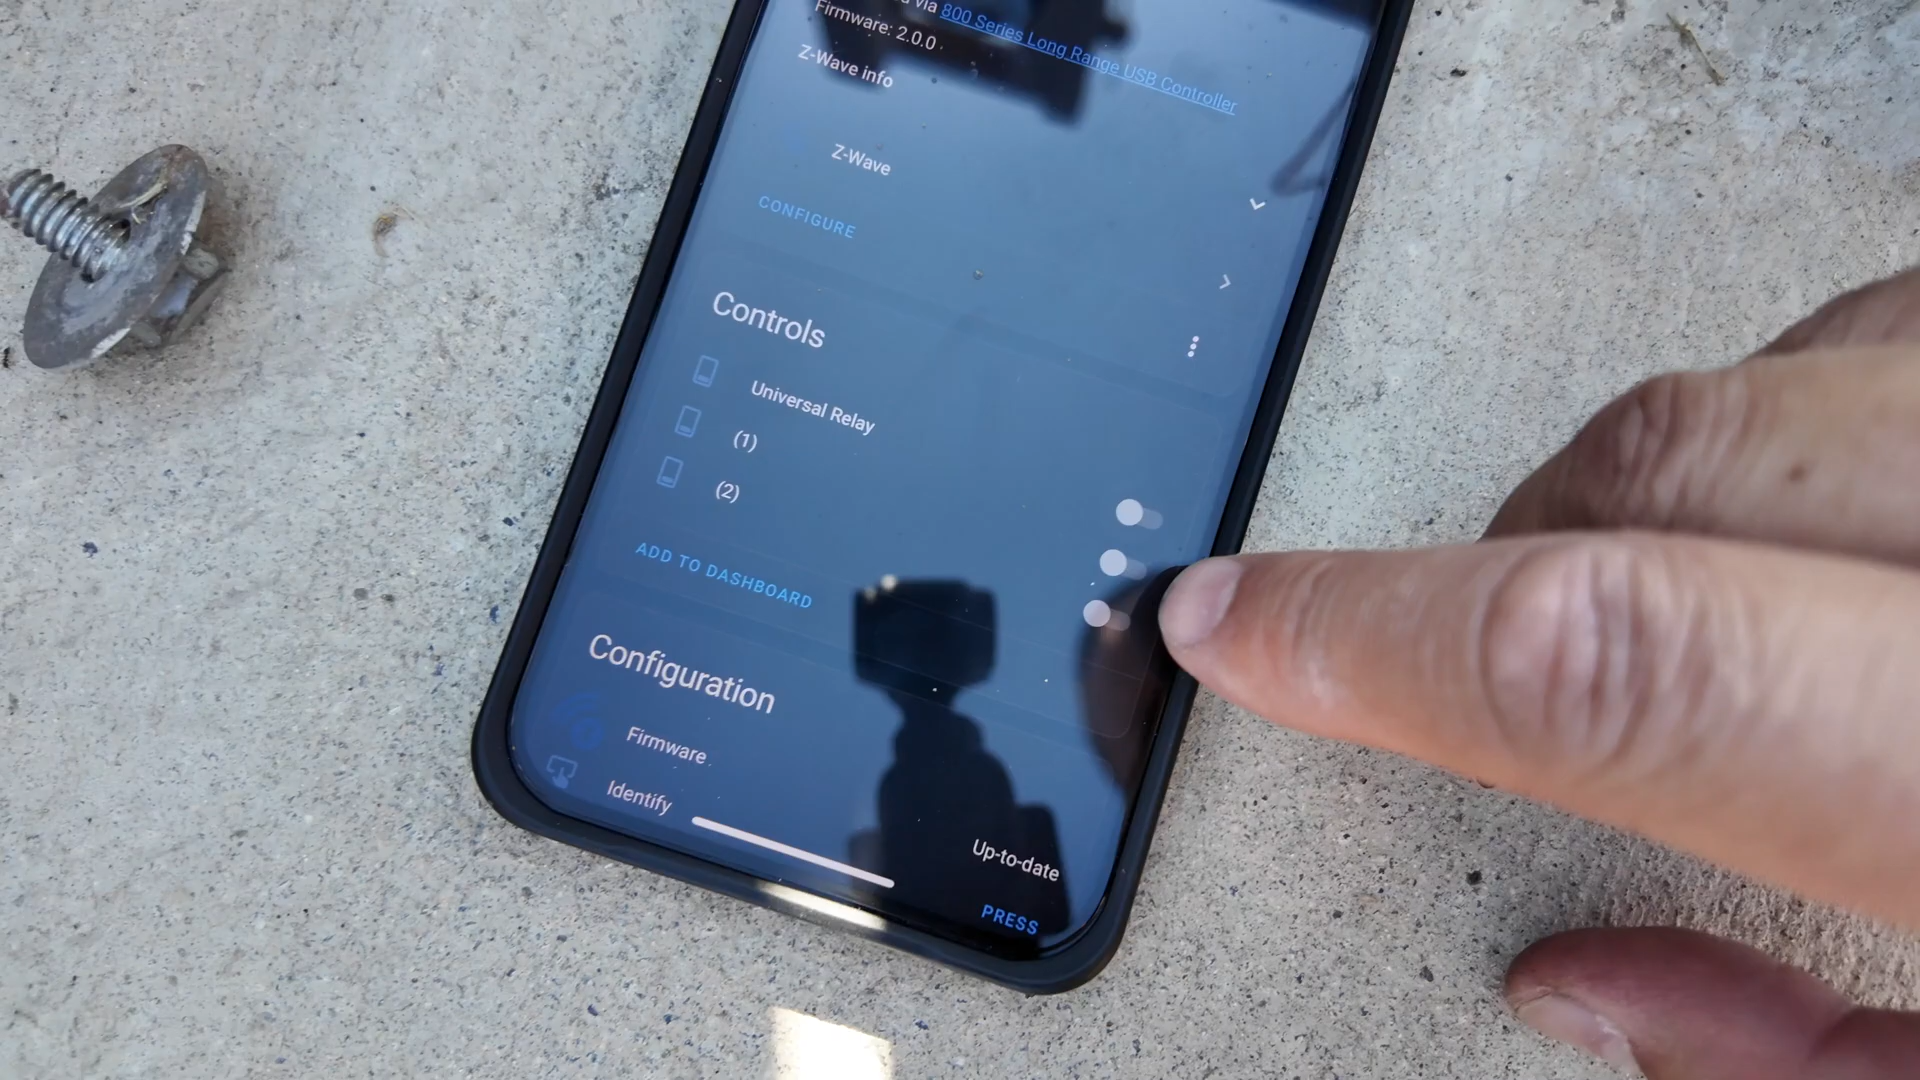 via 800 Series Long Range USB Controller
Firmware: 2.0.0
Z-Wave info
Z-Wave
CONFIGURE
Controls
Universal Relay
(1)
(2)
ADD TO DASHBOARD
Configuration
Firmware
Up-to-date
Identify
PRESS